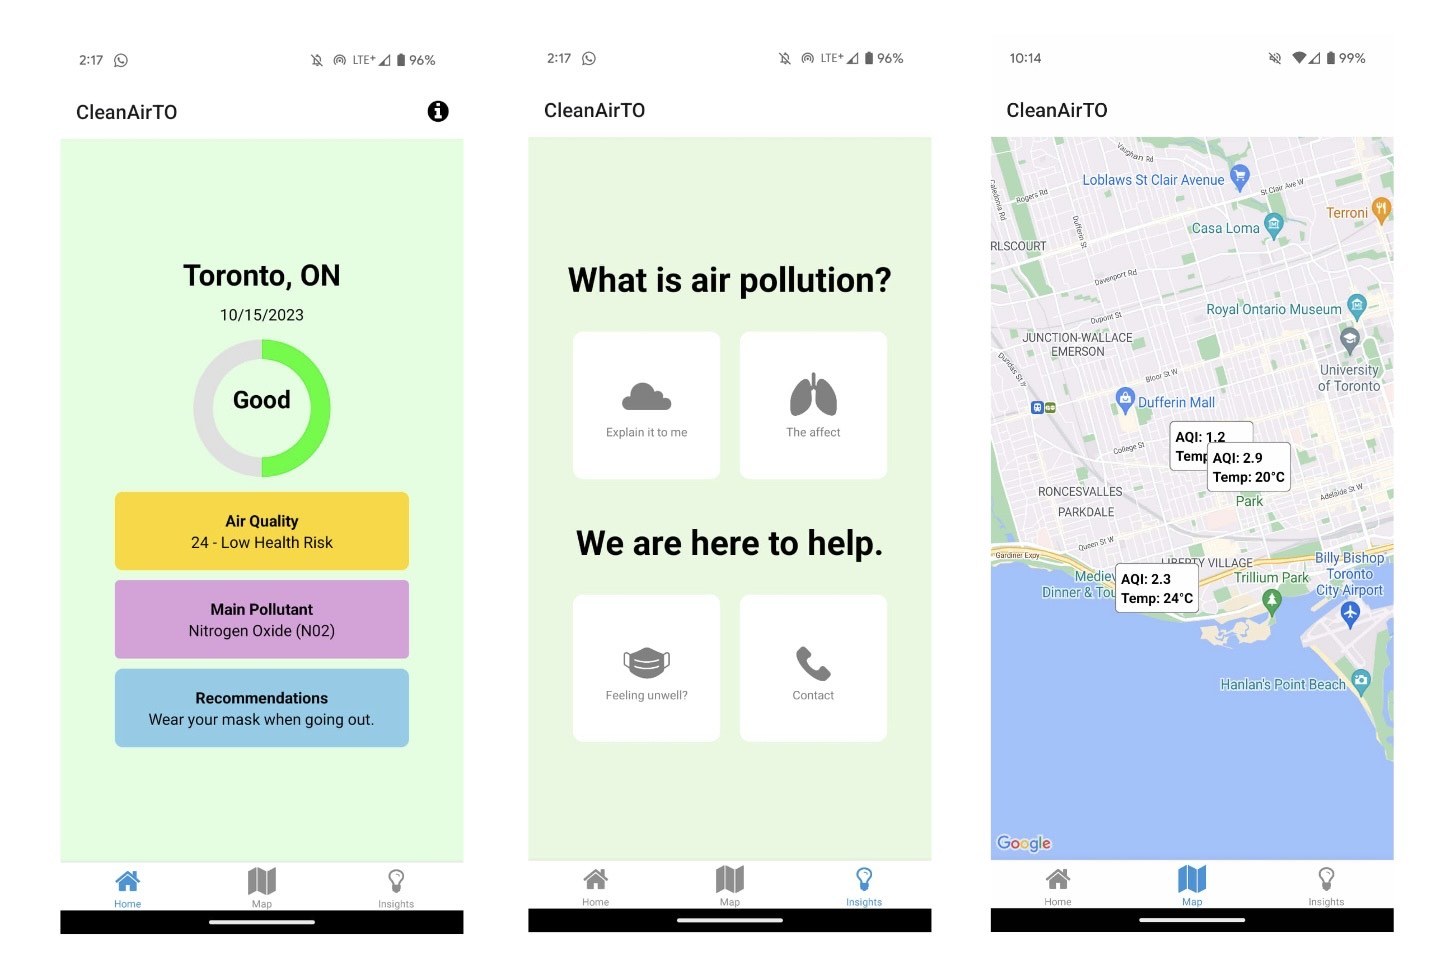 2:17
LTE+
96%
CleanAirTO
Toronto, ON
10/15/2023
Good
Air Quality
24 - Low Health Risk
Main Pollutant
Nitrogen Oxide (N02)
Recommendations
Wear your mask when going out.
Home
Map
Insights
2:17
LTE+
96%
CleanAirTO
What is air pollution?
Explain it to me
The affect
We are here to help.
Feeling unwell?
Contact
Home
Map
Insights
10:14
99%
CleanAirTO
Vaughan Rd
Loblaws St Clair Avenue
St Clair Ave W
Caledonia Rd
Rogers Rd
Terroni
Dufferin St
Casa Loma
RLSCOURT
Davenport Rd
Royal Ontario Museum
Dupont St
JUNCTION-WALLACE
EMERSON
University
of Toronto
Dundas St
Bloor St W
Dufferin Mall
AQI: 1.2
Temp
College St
AQI: 2.9
Temp: 20°C
RONCESVALLES
Adelaide St W
Park
PARKDALE
Queen St W
Gardiner Expy
LIBERTY VILLAGE
Billy Bishop
Toronto
City Airport
Mediev
Dinner & Tou
AQI: 2.3
Temp: 24°C
Trillium Park
Hanlan's Point Beach
Google
Home
Map
Insights